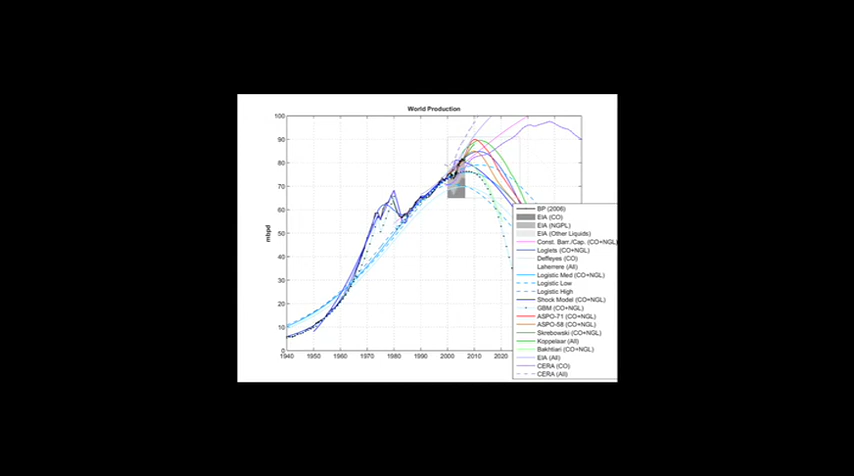 World Production
100
90
80
70
60
50
40
30
20
10
0
mbpd
1940 1950 1960 1970 1980 1990 2000 2010 2020
BP (2006)
EIA (CO)
EIA (NGPL)
EIA (Other Liquids)
Const. Barr./Cap. (CO+NGL)
Loglets (CO+NGL)
Deffeyes (CO)
Laherrere (All)
Logistic Med (CO+NGL)
Logistic Low
Logistic High
Shock Model (CO+NGL)
GBM (CO+NGL)
ASPO-71 (CO+NGL)
ASPO-58 (CO+NGL)
Skrebowski (CO+NGL)
Koppelaar (All)
Bakhtiari (CO+NGL)
EIA (All)
CERA (CO)
CERA (All)